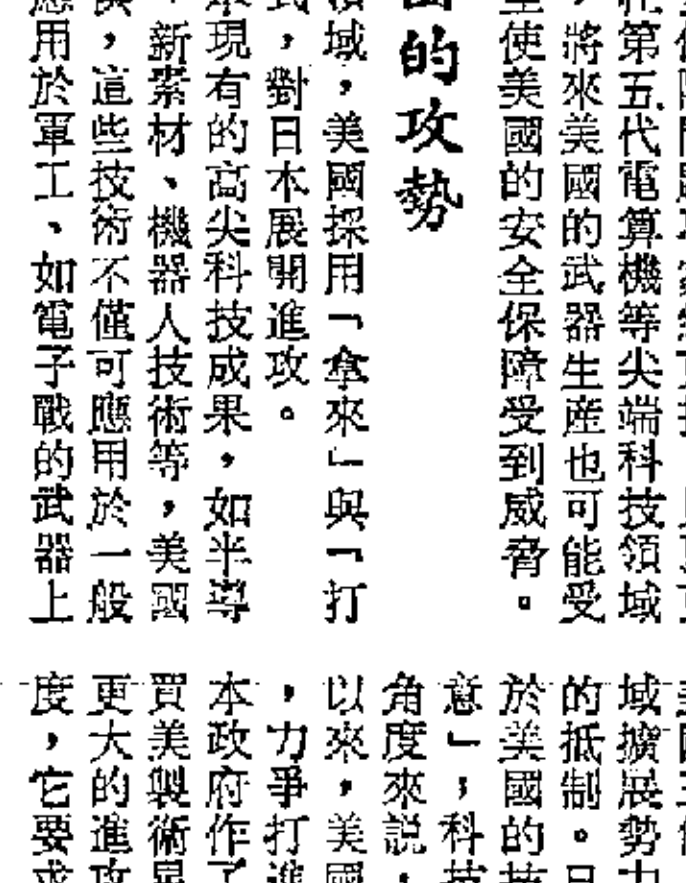 在第五代電算機等尖端科技領域
，將來美國的武器生産也可能受
使美國的安全保障受到威脅。
的攻勢
域，美國採用「拿來」與「打
式，對日本展開進攻。
現有的高尖科技成果，如半導
、新素材、機器人技術等，美國
，這些技術不僅可應用於一般
應用於軍工、如電子戰的武器上
域擴展勢力
的抵制。日
於美國的技
意」；科技
角度來説，
以來，美國
，力爭打進
本政府作了
買美製衛星
更大的進攻
度，它要求